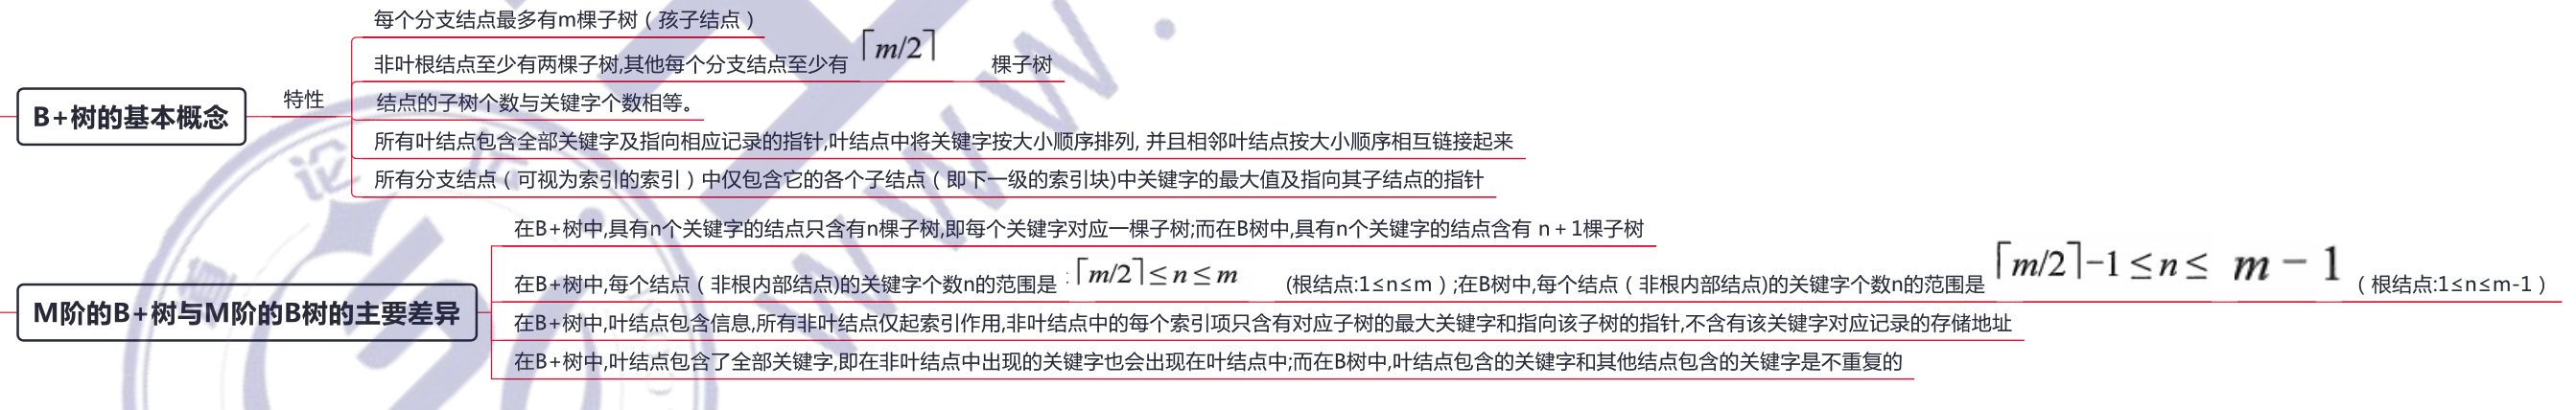 每个分支结点最多有m棵子树（孩子结点）
非叶根结点至少有两棵子树,其他每个分支结点至少有 ⌈m/2⌉ 棵子树
B+树的基本概念
特性
结点的子树个数与关键字个数相等。
所有叶结点包含全部关键字及指向相应记录的指针,叶结点中将关键字按大小顺序排列, 并且相邻叶结点按大小顺序相互链接起来
所有分支结点（可视为索引的索引）中仅包含它的各个子结点（即下一级的索引块)中关键字的最大值及指向其子结点的指针
M阶的B+树与M阶的B树的主要差异
在B+树中,具有n个关键字的结点只含有n棵子树,即每个关键字对应一棵子树;而在B树中,具有n个关键字的结点含有 n + 1棵子树
在B+树中,每个结点（非根内部结点)的关键字个数n的范围是 : ⌈m/2⌉ ≤ n ≤ m (根结点:1≤n≤m）;在B树中,每个结点（非根内部结点)的关键字个数n的范围是 ⌈m/2⌉−1 ≤ n ≤ m − 1 （根结点:1≤n≤m-1）
在B+树中,叶结点包含信息,所有非叶结点仅起索引作用,非叶结点中的每个索引项只含有对应子树的最大关键字和指向该子树的指针,不含有该关键字对应记录的存储地址
在B+树中,叶结点包含了全部关键字,即在非叶结点中出现的关键字也会出现在叶结点中;而在B树中,叶结点包含的关键字和其他结点包含的关键字是不重复的
论
www.